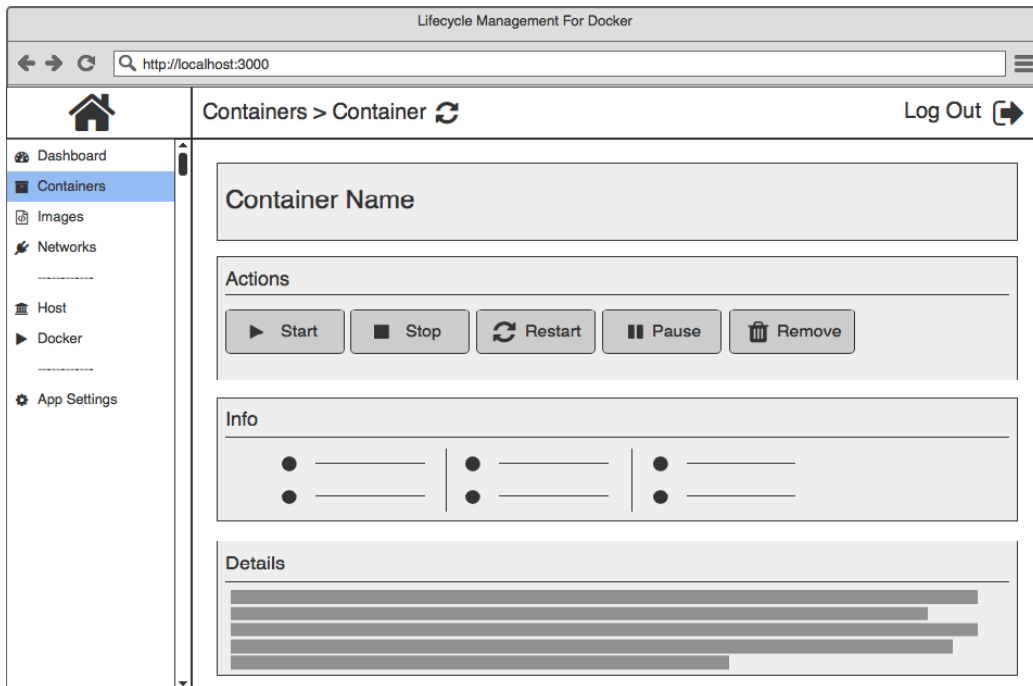 Lifecycle Management For Docker
http://localhost:3000
Containers > Container
Log Out
Dashboard
Containers
Images
Networks
------------
Host
Docker
------------
App Settings
Container Name
Actions
Start Stop Restart Pause Remove
Info
Details